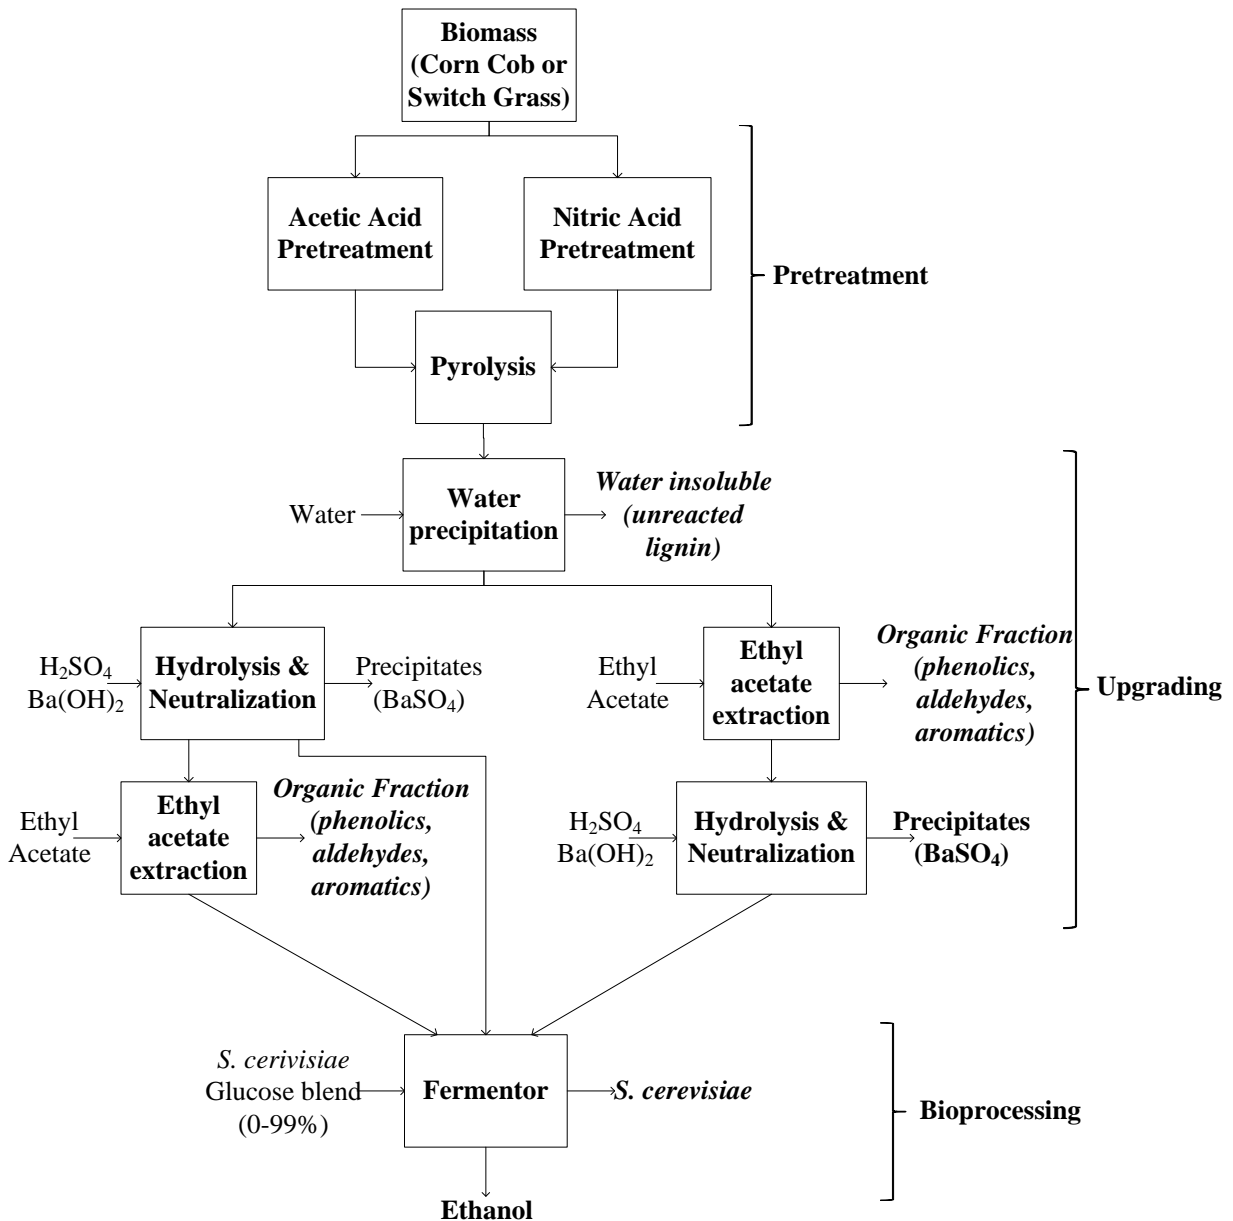 Biomass
(Corn Cob or
Switch Grass)
Acetic Acid
Pretreatment
Nitric Acid
Pretreatment
Pretreatment
Pyrolysis
Water
Water
precipitation
Water insoluble
(unreacted
lignin)
H₂SO₄
Ba(OH)₂
Hydrolysis &
Neutralization
Precipitates
(BaSO₄)
Ethyl
Acetate
Ethyl
acetate
extraction
Organic Fraction
(phenolics,
aldehydes,
aromatics)
Upgrading
Ethyl
Acetate
Ethyl
acetate
extraction
Organic Fraction
(phenolics,
aldehydes,
aromatics)
H₂SO₄
Ba(OH)₂
Hydrolysis &
Neutralization
Precipitates
(BaSO₄)
S. cerivisiae
Glucose blend
(0-99%)
Fermentor
S. cerevisiae
Bioprocessing
Ethanol